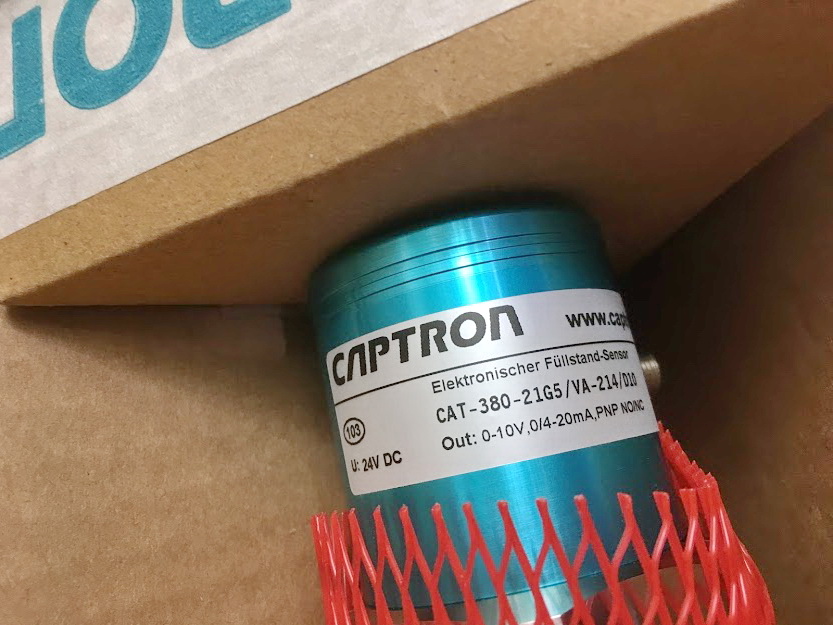 CAPTRON
Elektronischer Füllstand-Sensor
CAT-380-21G5/VA-214/D10
103
Out: 0-10V,0/4-20mA,PNP NO/NC
U: 24V DC